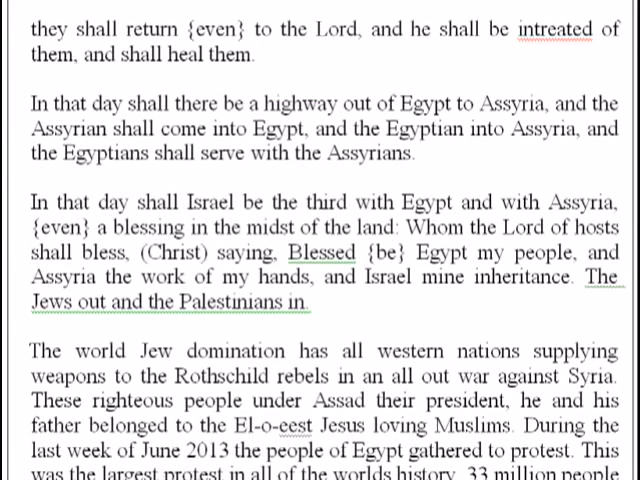 they shall return {even} to the Lord, and he shall be intreated of
them, and shall heal them.
In that day shall there be a highway out of Egypt to Assyria, and the
Assyrian shall come into Egypt, and the Egyptian into Assyria, and
the Egyptians shall serve with the Assyrians.
In that day shall Israel be the third with Egypt and with Assyria,
{even} a blessing in the midst of the land: Whom the Lord of hosts
shall bless, (Christ) saying, Blessed {be} Egypt my people, and
Assyria the work of my hands, and Israel mine inheritance. The
Jews out and the Palestinians in.
The world Jew domination has all western nations supplying
weapons to the Rothschild rebels in an all out war against Syria.
These righteous people under Assad their president, he and his
father belonged to the El-o-eest Jesus loving Muslims. During the
last week of June 2013 the people of Egypt gathered to protest. This
was the largest protest in all of the worlds history, 33 million people